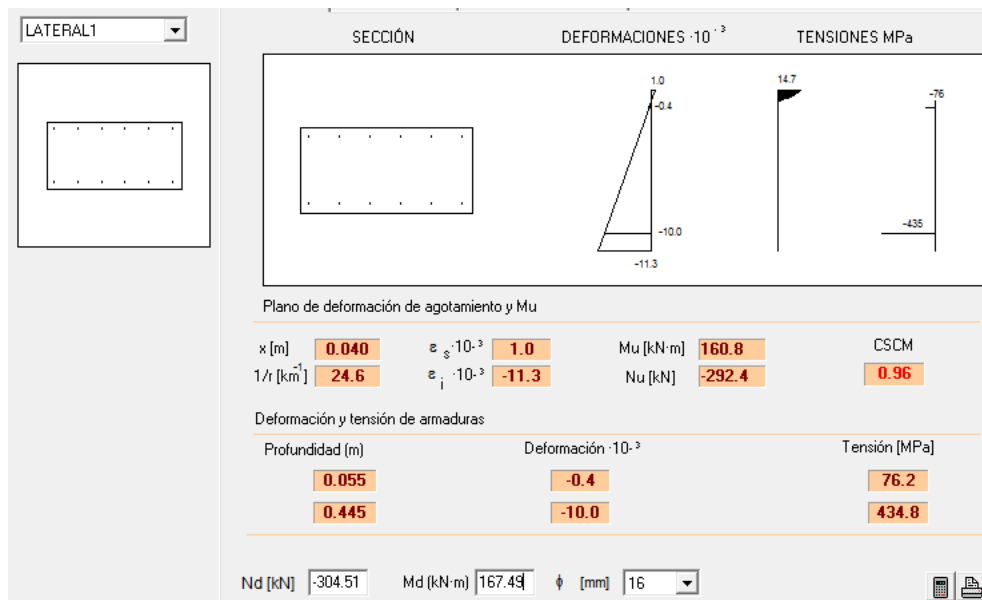 LATERAL1
SECCIÓN DEFORMACIONES ·10⁻³ TENSIONES MPa
1.0 14.7
-0.4 -76
-10.0 -435
-11.3
Plano de deformación de agotamiento y Mu
x [m] 0.040 ε s ·10-³ 1.0 Mu [kN·m] 160.8 CSCM
1/r [km-1] 24.6 ε i ·10-³ -11.3 Nu [kN] -292.4 0.96
Deformación y tensión de armaduras
Profundidad (m) Deformación ·10-³ Tensión [MPa]
0.055 -0.4 76.2
0.445 -10.0 434.8
Nd [kN] -304.51 Md (kN·m) 167.49 ϕ [mm] 16